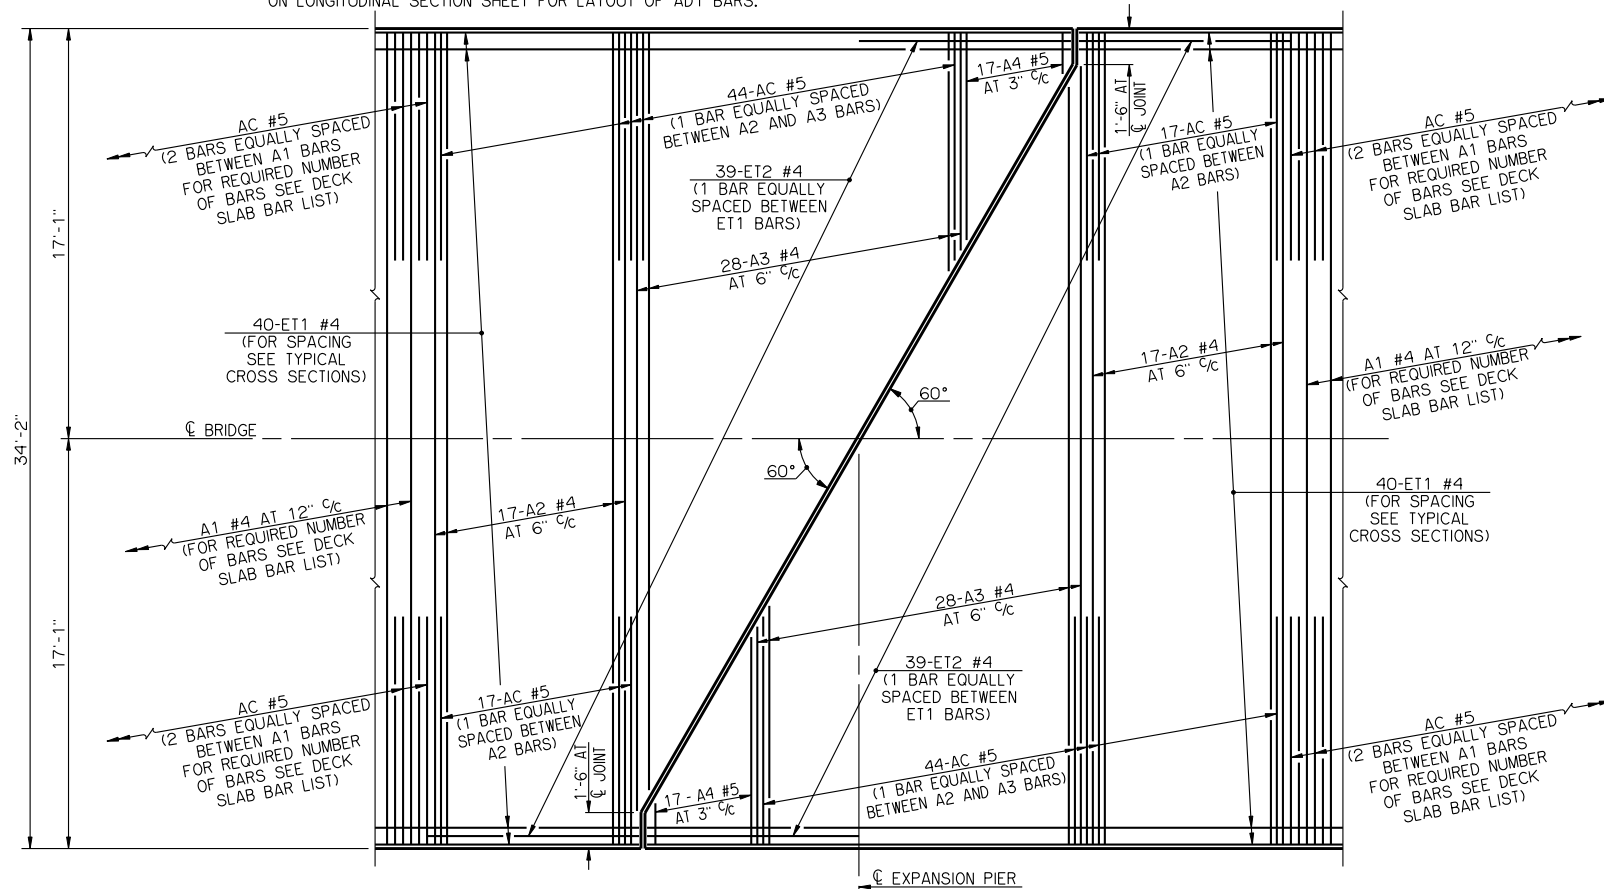 ON LONGITUDINAL SECTION SHEET FOR LAYOUT OF AD1 BARS.
34'-2"
17'-1"
17'-1"
AC #5
(2 BARS EQUALLY SPACED
BETWEEN A1 BARS
FOR REQUIRED NUMBER
OF BARS SEE DECK
SLAB BAR LIST)
44-AC #5
(1 BAR EQUALLY SPACED
BETWEEN A2 AND A3 BARS)
17-A4 #5
AT 3" C/C
1'-6" AT
℄ JOINT
17-AC #5
(1 BAR EQUALLY
SPACED BETWEEN
A2 BARS)
AC #5
(2 BARS EQUALLY SPACED
BETWEEN A1 BARS
FOR REQUIRED NUMBER
OF BARS SEE DECK
SLAB BAR LIST)
39-ET2 #4
(1 BAR EQUALLY
SPACED BETWEEN
ET1 BARS)
28-A3 #4
AT 6" C/C
40-ET1 #4
(FOR SPACING
SEE TYPICAL
CROSS SECTIONS)
17-A2 #4
AT 6" C/C
A1 #4 AT 12" C/C
(FOR REQUIRED NUMBER
OF BARS SEE DECK
SLAB BAR LIST)
60°
℄ BRIDGE
60°
A1 #4 AT 12" C/C
(FOR REQUIRED NUMBER
OF BARS SEE DECK
SLAB BAR LIST)
17-A2 #4
AT 6" C/C
40-ET1 #4
(FOR SPACING
SEE TYPICAL
CROSS SECTIONS)
28-A3 #4
AT 6" C/C
39-ET2 #4
(1 BAR EQUALLY
SPACED BETWEEN
ET1 BARS)
AC #5
(2 BARS EQUALLY SPACED
BETWEEN A1 BARS
FOR REQUIRED NUMBER
OF BARS SEE DECK
SLAB BAR LIST)
17-AC #5
(1 BAR EQUALLY
SPACED BETWEEN
A2 BARS)
1'-6" AT
℄ JOINT
17 - A4 #5
AT 3" C/C
44-AC #5
(1 BAR EQUALLY SPACED
BETWEEN A2 AND A3 BARS)
AC #5
(2 BARS EQUALLY SPACED
BETWEEN A1 BARS
FOR REQUIRED NUMBER
OF BARS SEE DECK
SLAB BAR LIST)
℄ EXPANSION PIER